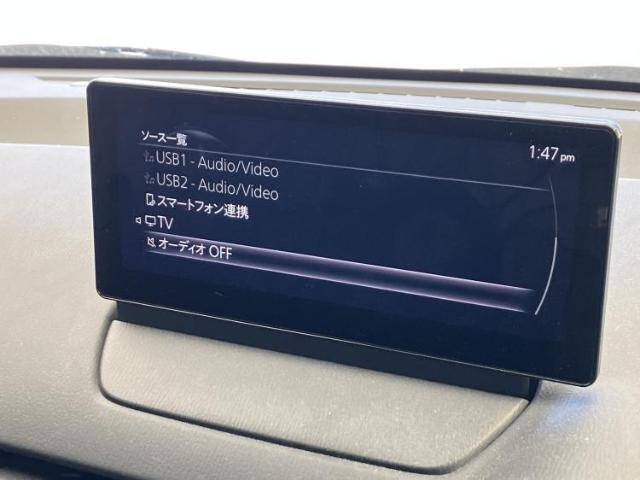 ソース一覧
1:47 pm
USB1 - Audio/Video
USB2 - Audio/Video
スマートフォン連携
TV
オーディオ OFF